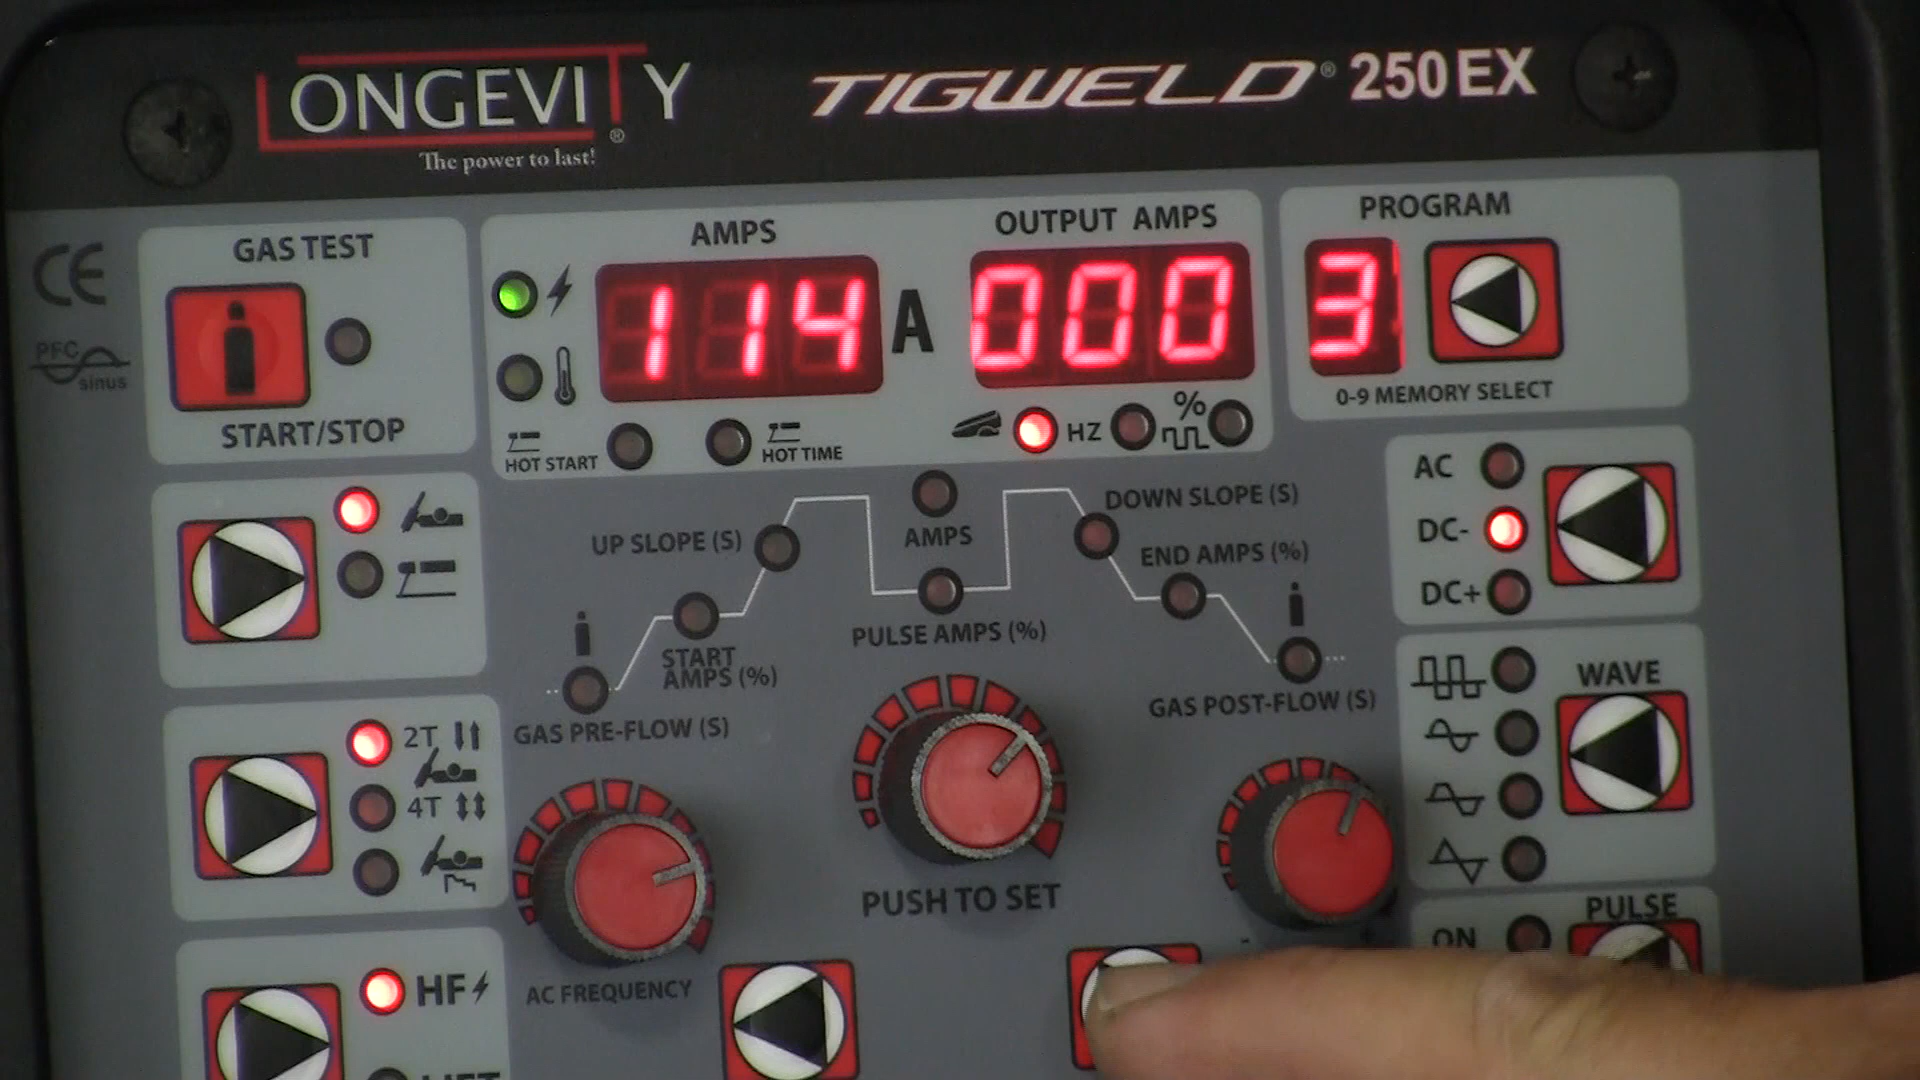 LONGEVITY®
The power to last!
TIGWELD® 250 EX
CE
PFC
sinus
GAS TEST
START/STOP
AMPS
114 A
HOT START
HOT TIME
OUTPUT AMPS
000
HZ
%
PROGRAM
3
0-9 MEMORY SELECT
UP SLOPE (S)
AMPS
DOWN SLOPE (S)
END AMPS (%)
START
AMPS (%)
PULSE AMPS (%)
GAS PRE-FLOW (S)
GAS POST-FLOW (S)
AC
DC-
DC+
WAVE
2T
4T
PUSH TO SET
- +
PULSE
ON
HF
AC FREQUENCY
LIFT